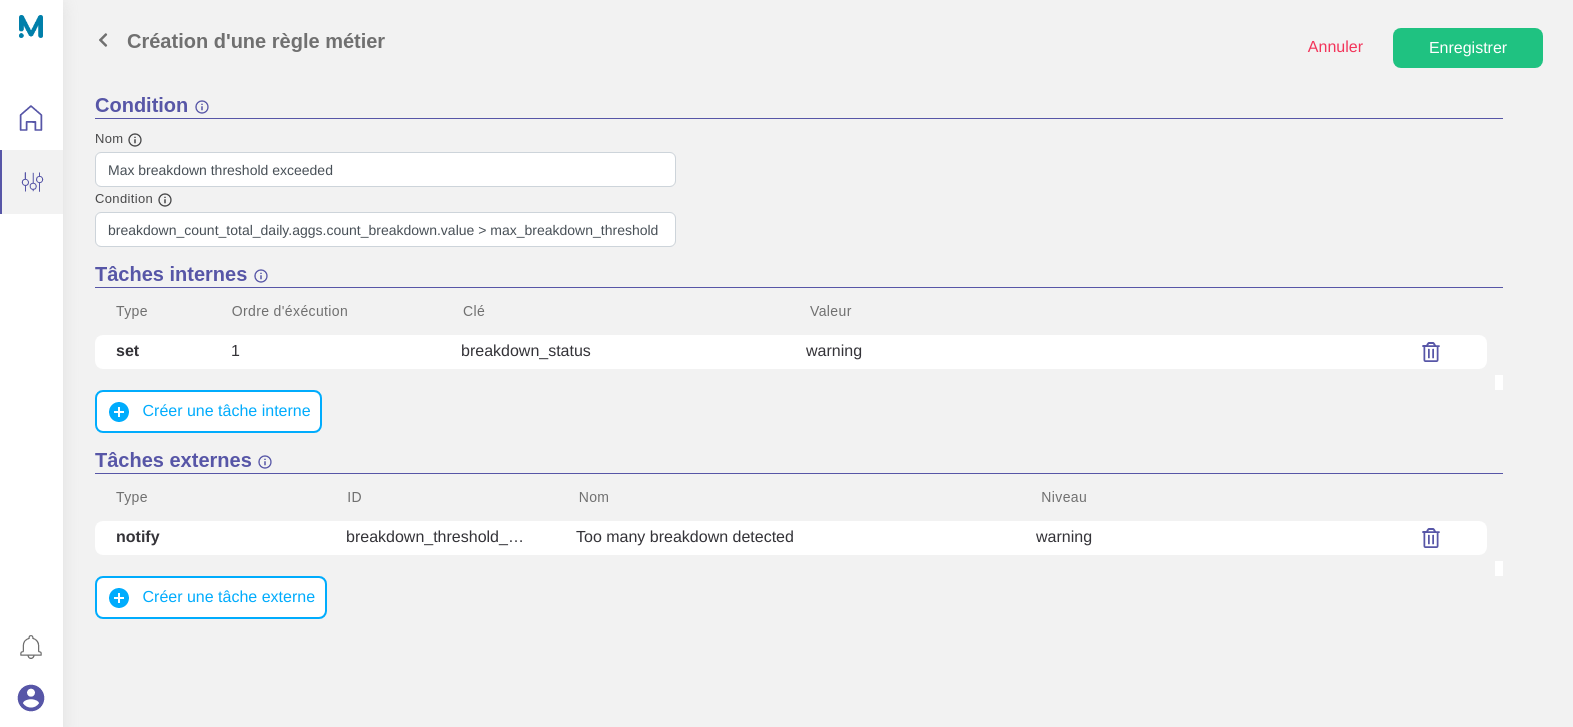 Création d'une règle métier
Annuler
Enregistrer
Condition
Nom
Max breakdown threshold exceeded
Condition
breakdown_count_total_daily.aggs.count_breakdown.value > max_breakdown_threshold
Tâches internes
Type Ordre d'éxécution Clé Valeur
set 1 breakdown_status warning
Créer une tâche interne
Tâches externes
Type ID Nom Niveau
notify breakdown_threshold_… Too many breakdown detected warning
Créer une tâche externe